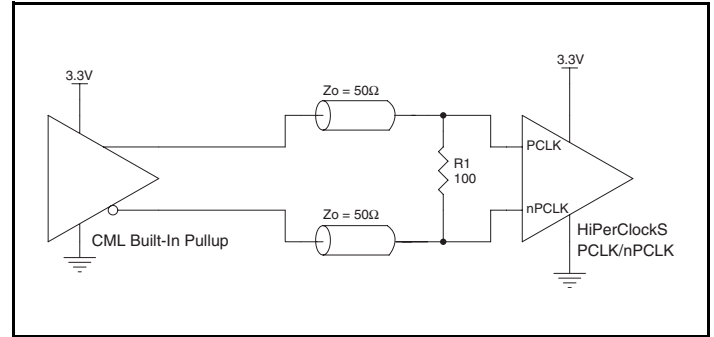 3.3V
3.3V
Zo = 50Ω
PCLK
R1
100
nPCLK
Zo = 50Ω
HiPerClockS
PCLK/nPCLK
CML Built-In Pullup